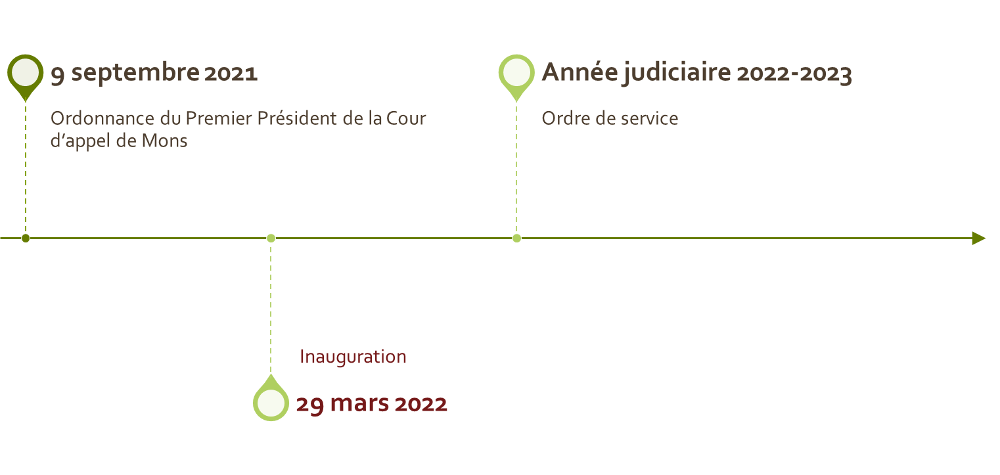 9 septembre 2021
Ordonnance du Premier Président de la Cour
d’appel de Mons
Année judiciaire 2022-2023
Ordre de service
Inauguration
29 mars 2022